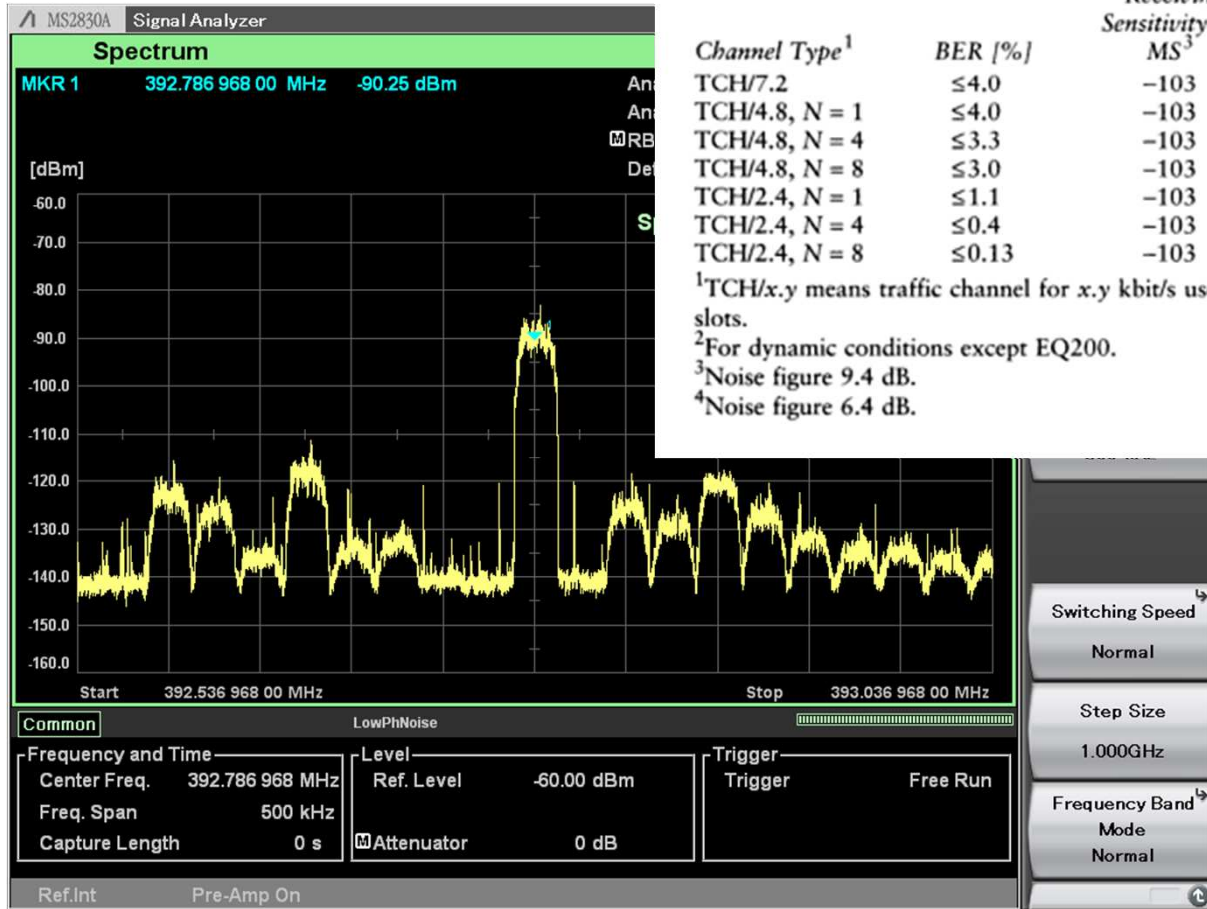 MS2830A Signal Analyzer
Spectrum
MKR 1 392.786 968 00 MHz -90.25 dBm
[dBm]
-60.0
-70.0
-80.0
-90.0
-100.0
-110.0
-120.0
-130.0
-140.0
-150.0
-160.0
Start 392.536 968 00 MHz Stop 393.036 968 00 MHz
Common LowPhNoise
Frequency and Time
Center Freq. 392.786 968 MHz
Freq. Span 500 kHz
Capture Length 0 s
Level
Ref. Level -60.00 dBm
M Attenuator 0 dB
Trigger
Trigger Free Run
Ref.Int Pre-Amp On
Sensitivity
Channel Type1 BER [%] MS3
TCH/7.2 ≤4.0 −103
TCH/4.8, N = 1 ≤4.0 −103
TCH/4.8, N = 4 ≤3.3 −103
TCH/4.8, N = 8 ≤3.0 −103
TCH/2.4, N = 1 ≤1.1 −103
TCH/2.4, N = 4 ≤0.4 −103
TCH/2.4, N = 8 ≤0.13 −103
1TCH/x.y means traffic channel for x.y kbit/s us
slots.
2For dynamic conditions except EQ200.
3Noise figure 9.4 dB.
4Noise figure 6.4 dB.
Switching Speed
Normal
Step Size
1.000GHz
Frequency Band
Mode
Normal